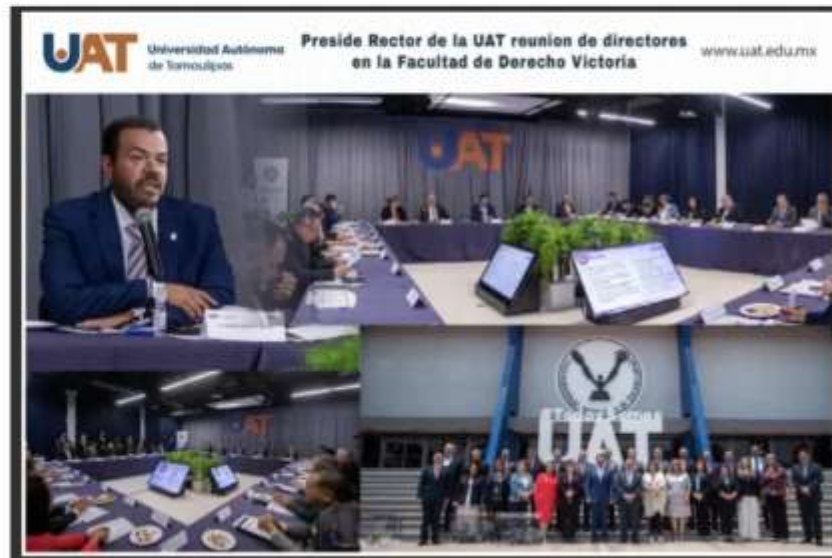 UAT
Universidad Autónoma
de Tamaulipas
Preside Rector de la UAT reunion de directores
en la Facultad de Derecho Victoria
www.uat.edu.mx
UAT
UAT
UAT